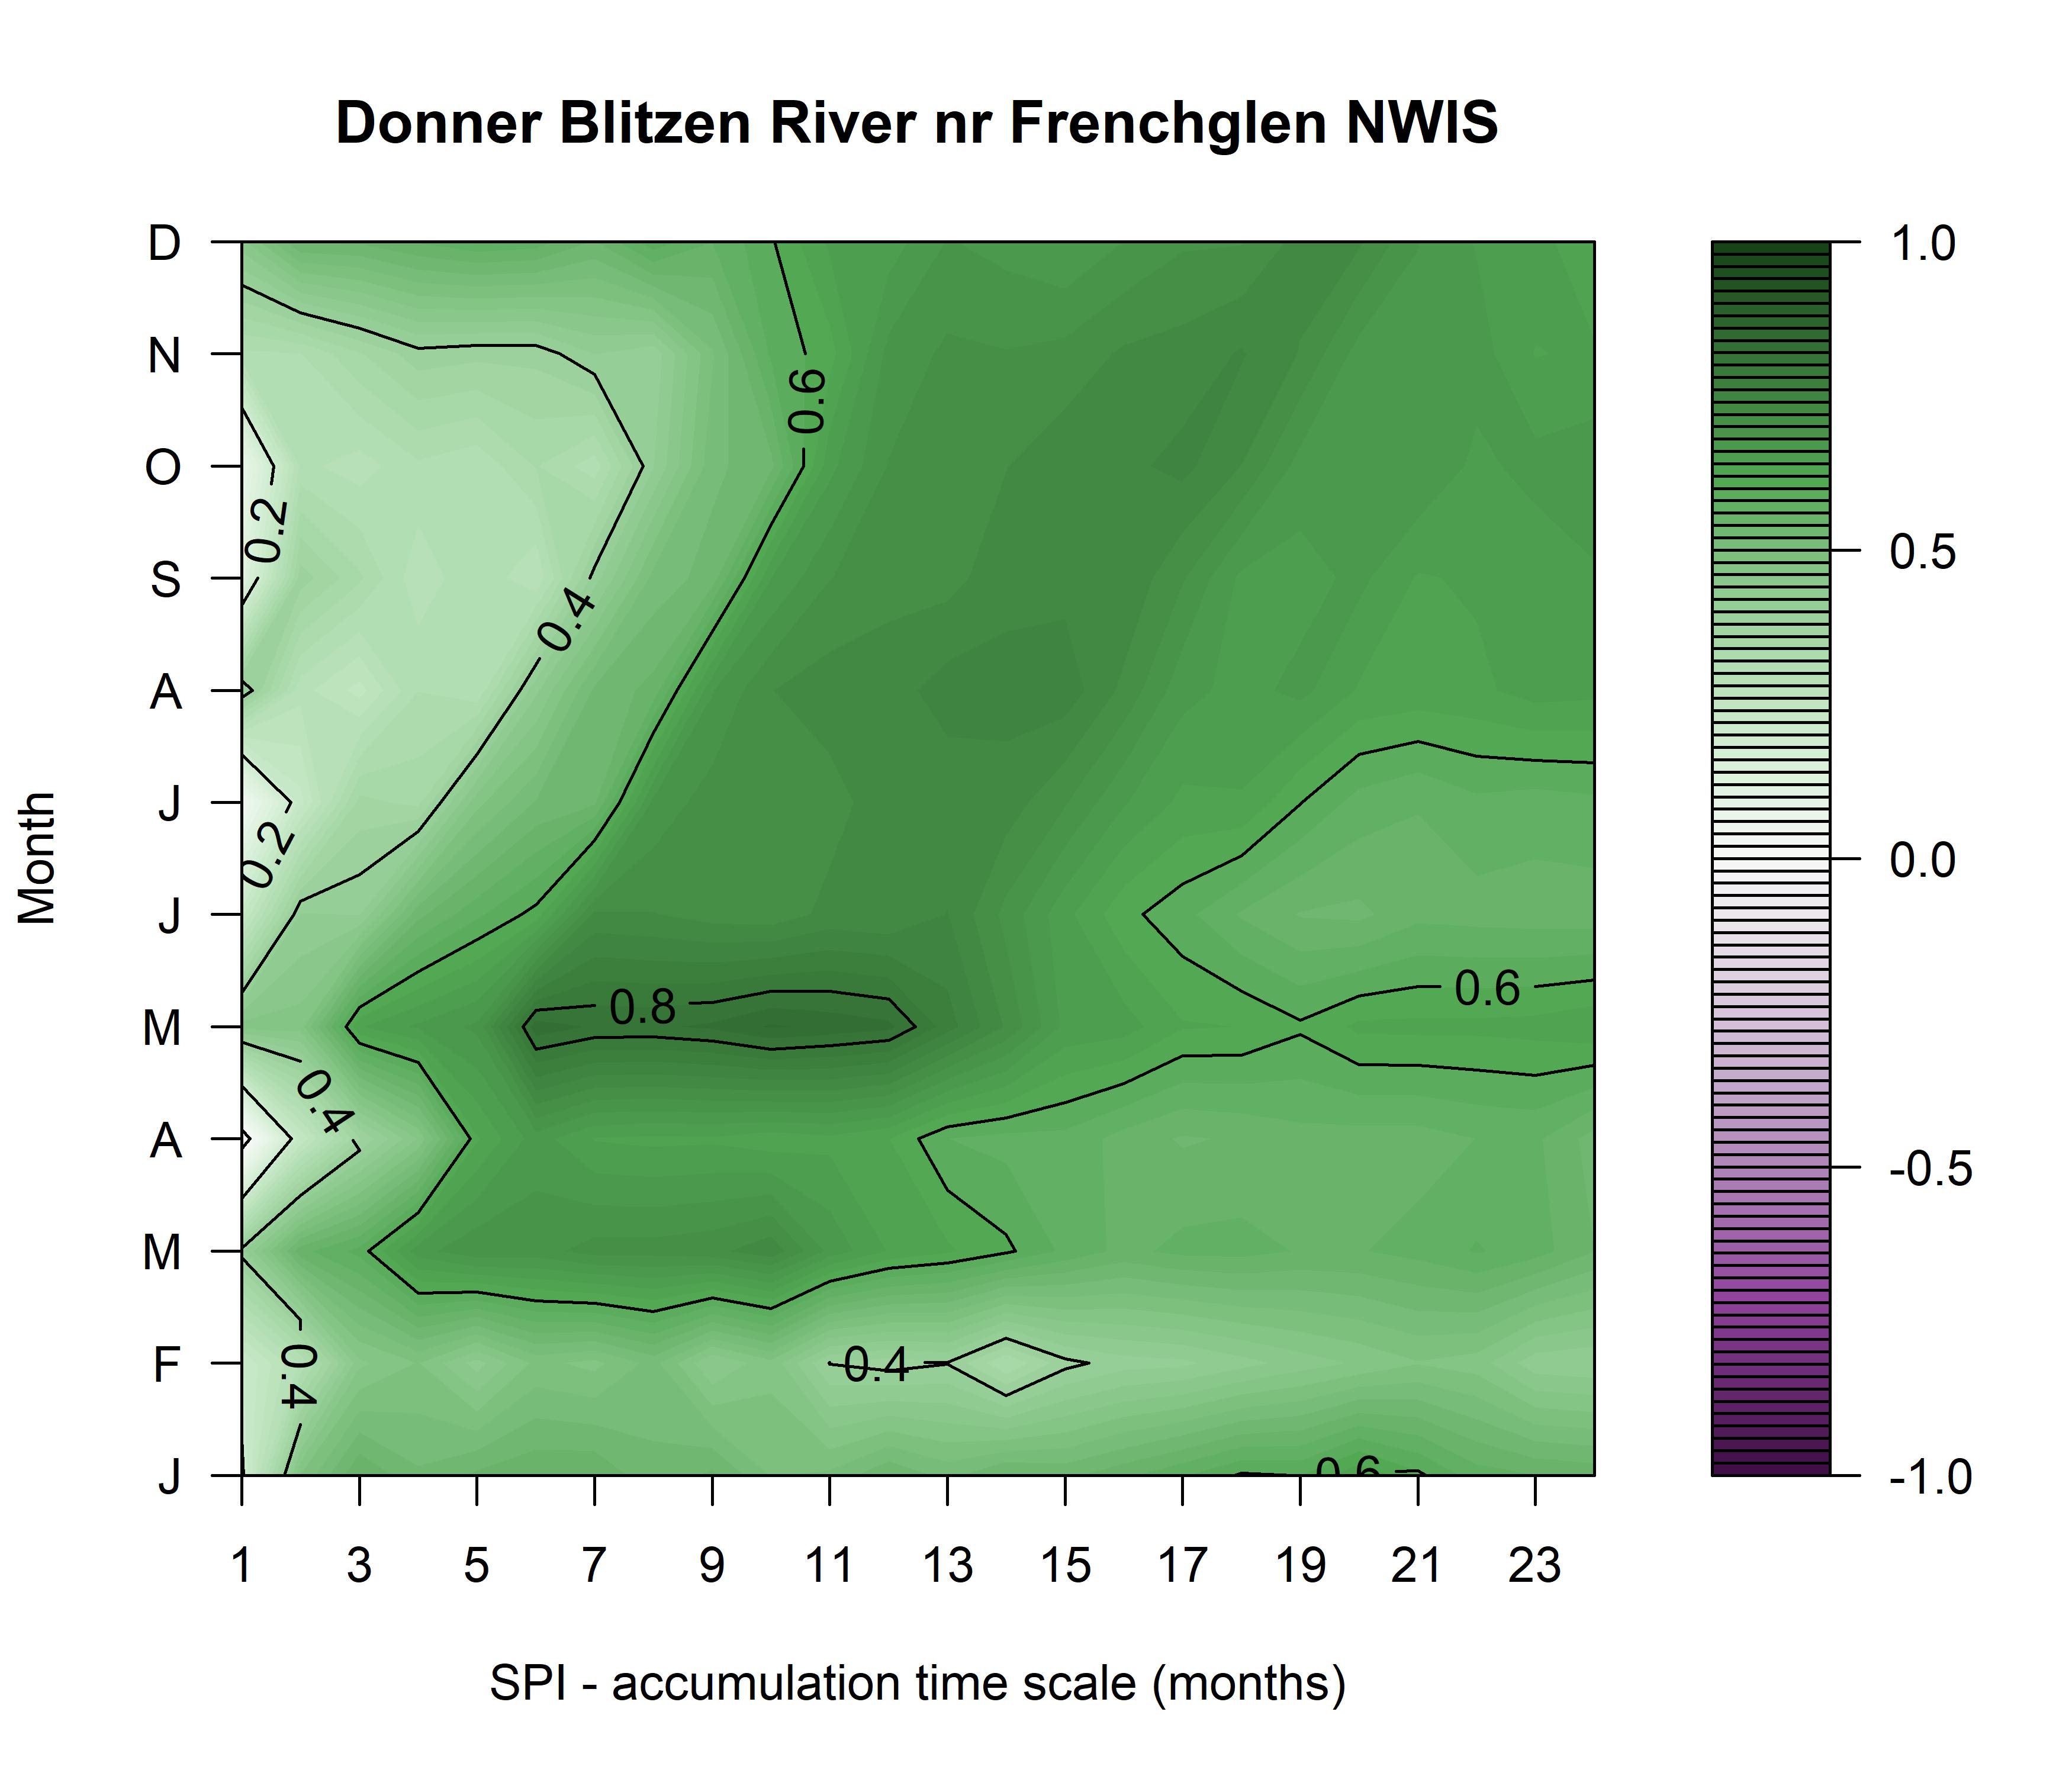 Donner Blitzen River nr Frenchglen NWIS
D
N
O
S
A
J
J
M
A
M
F
J
Month
0.2
0.4
0.6
0.2
0.8
0.6
0.4
0.4
0.4
0.6
1 3 5 7 9 11 13 15 17 19 21 23
SPI - accumulation time scale (months)
1.0
0.5
0.0
-0.5
-1.0